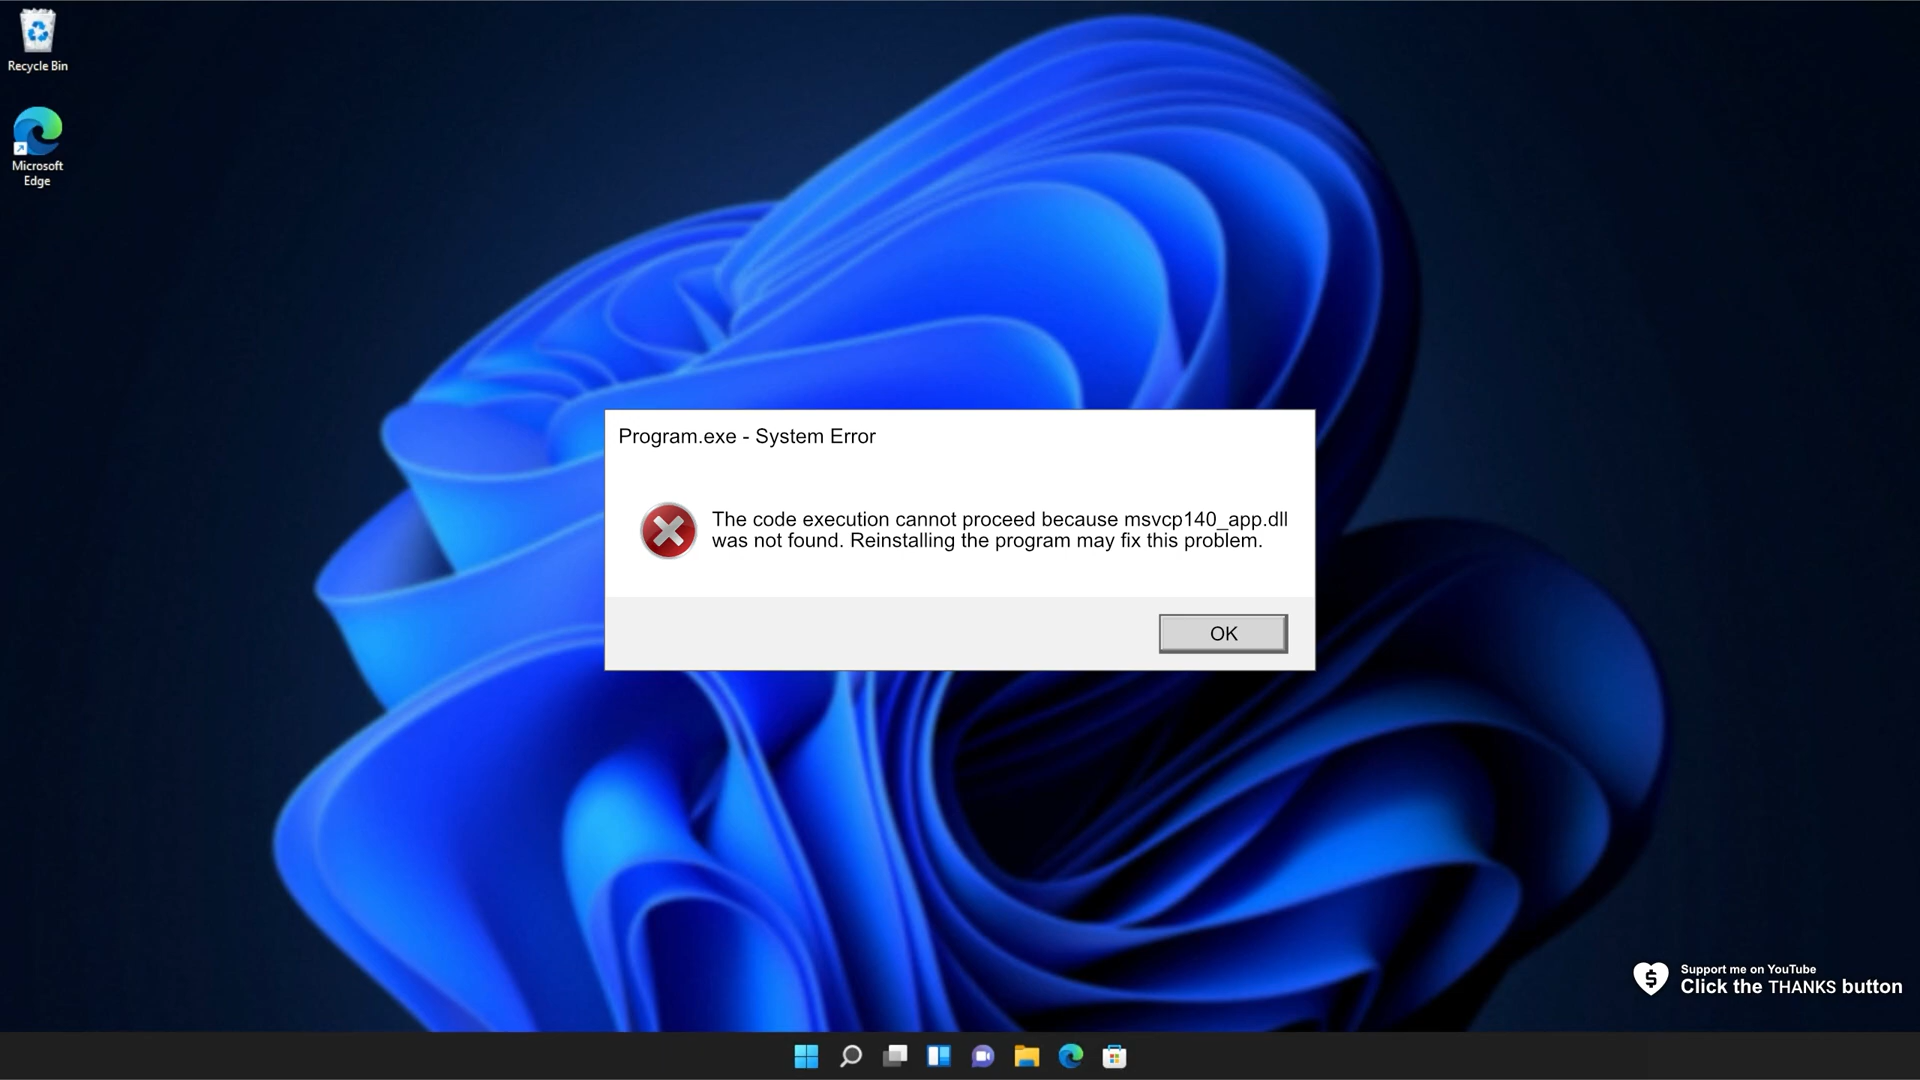 Recycle Bin
Microsoft
Edge
Program.exe - System Error
The code execution cannot proceed because msvcp140_app.dll
was not found. Reinstalling the program may fix this problem.
OK
Support me on YouTube
Click the THANKS button